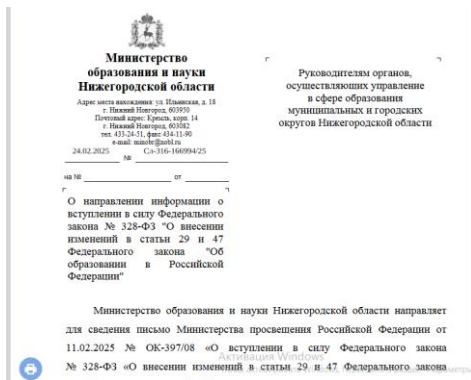 Министерство
образования и науки
Нижегородской области
Адрес места нахождения: ул. Ильинская, д. 18
г. Нижний Новгород, 603950
Почтовый адрес: Кремль, корп. 14
г. Нижний Новгород, 603082
тел. 433-24-51, факс 434-11-90
e-mail: minobr@nobl.ru
24.02.2025 № Сл-316-166994/25
на № от
Руководителям органов,
осуществляющих управление
в сфере образования
муниципальных и городских
округов Нижегородской области
О направлении информации о
вступлении в силу Федерального
закона № 328-ФЗ "О внесении
изменений в статьи 29 и 47
Федерального закона "Об
образовании в Российской
Федерации"
Министерство образования и науки Нижегородской области направляет
для сведения письмо Министерства просвещения Российской Федерации от
11.02.2025 № ОК-397/08 «О вступлении в силу Федерального закона
№ 328-ФЗ «О внесении изменений в статьи 29 и 47 Федерального закона
Активация Windows